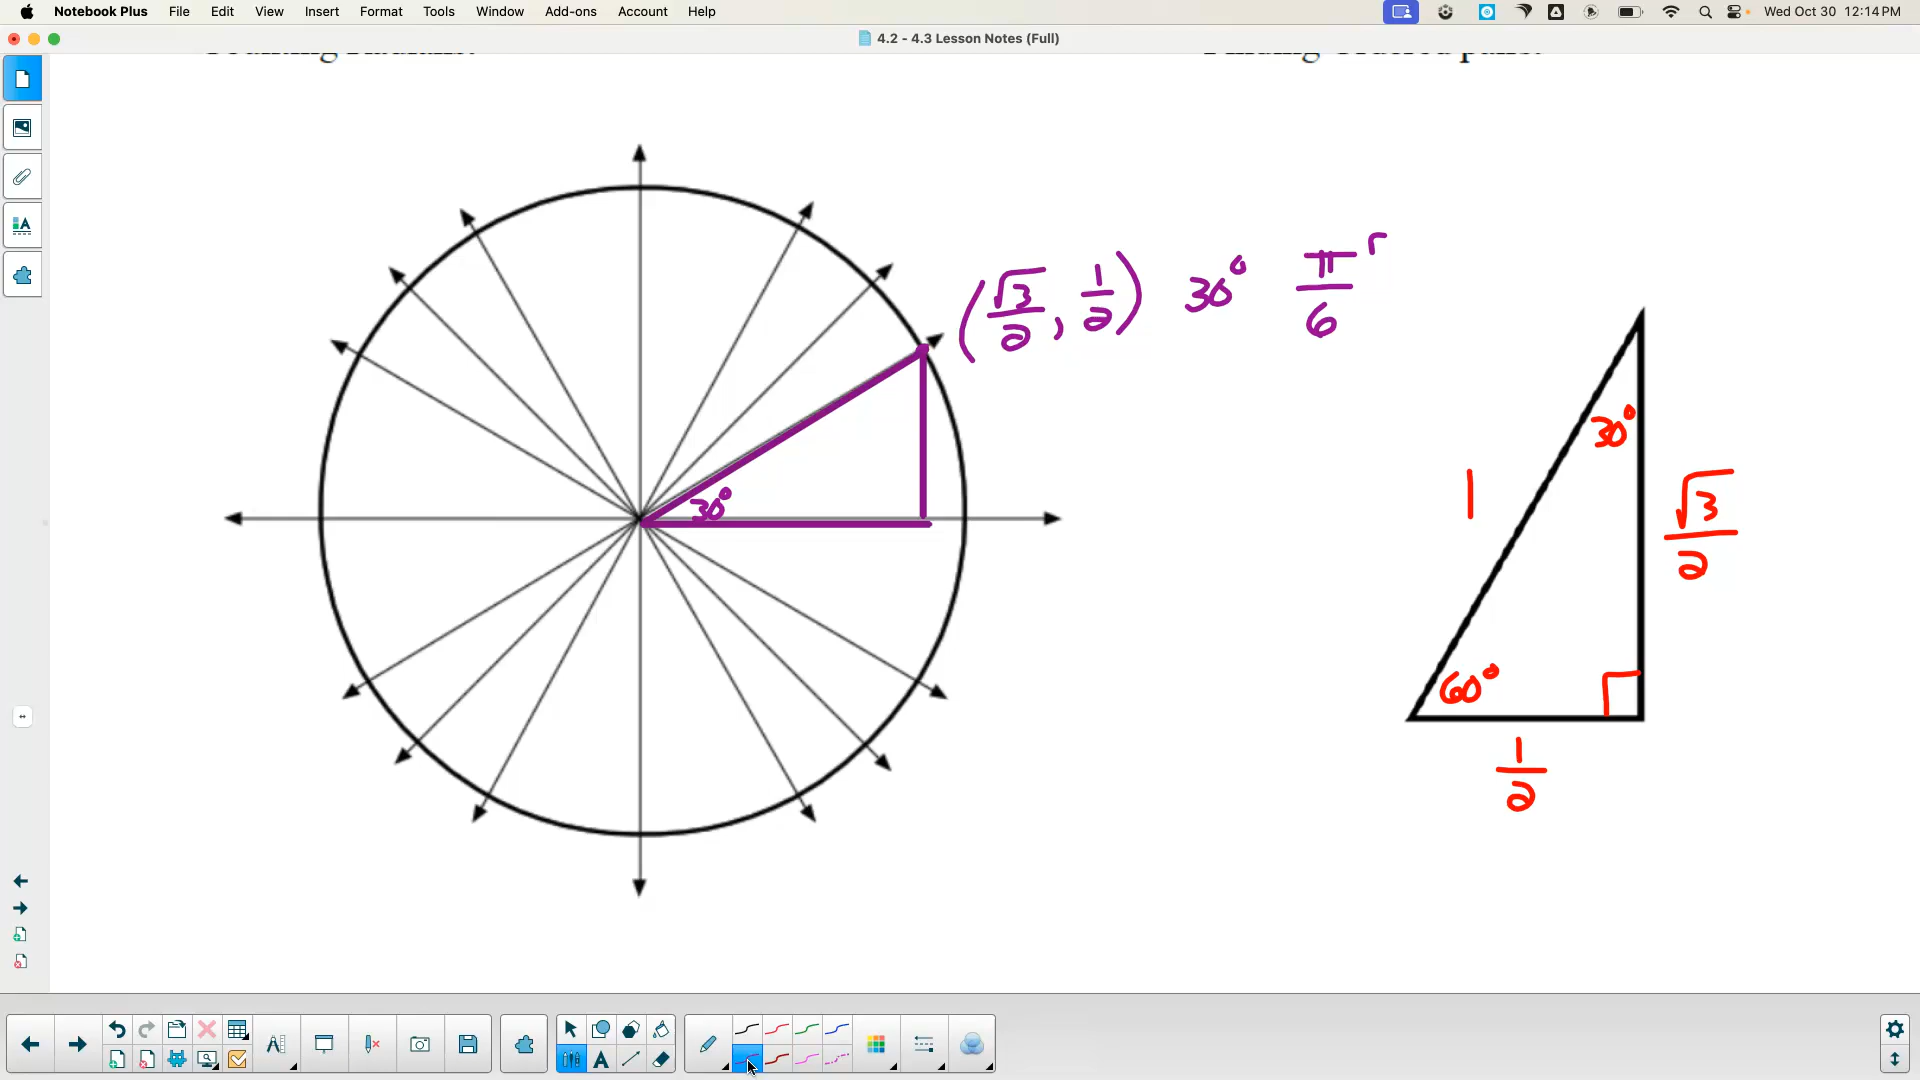 Notebook Plus File Edit View Insert Format Tools Window Add-ons Account Help Wed Oct 30 12:14 PM
4.2 - 4.3 Lesson Notes (Full)
(√3/2, 1/2) 30° π/6 r
30°
30°
1
√3/2
60°
1/2
A